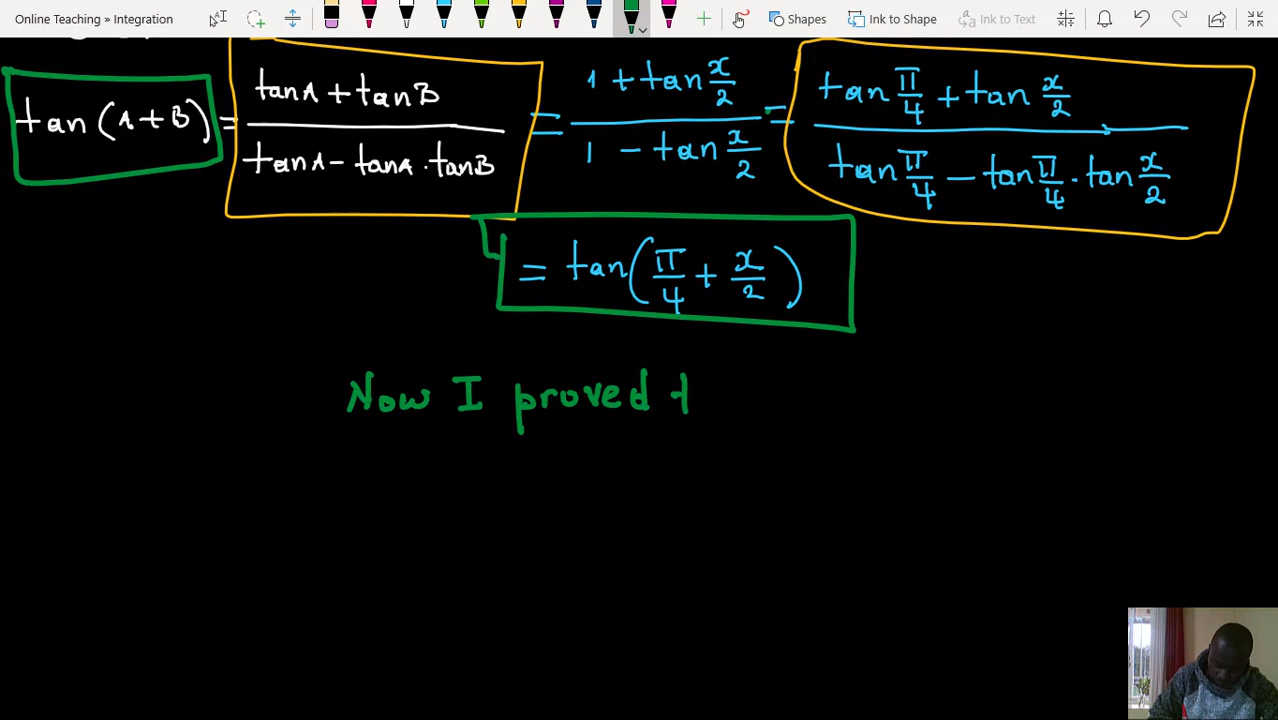 Online Teaching » Integration
Shapes
Ink to Shape
Ink to Text
tan (A+B) = (tanA + tanB)/(tanA - tanA · tanB) = (1 + tan x/2)/(1 - tan x/2) = (tan π/4 + tan x/2)/(tan π/4 - tan π/4 · tan x/2)
= tan(π/4 + x/2)
Now I proved t